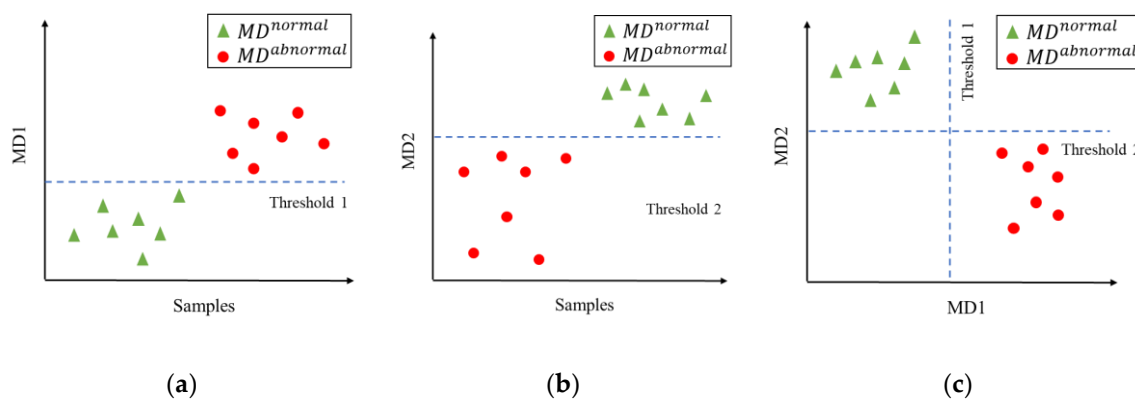 MD^normal
MD^abnormal
MD1
Threshold 1
Samples
(a)
MD^normal
MD^abnormal
MD2
Threshold 2
Samples
(b)
MD^normal
MD^abnormal
Threshold 1
MD2
Threshold 2
MD1
(c)